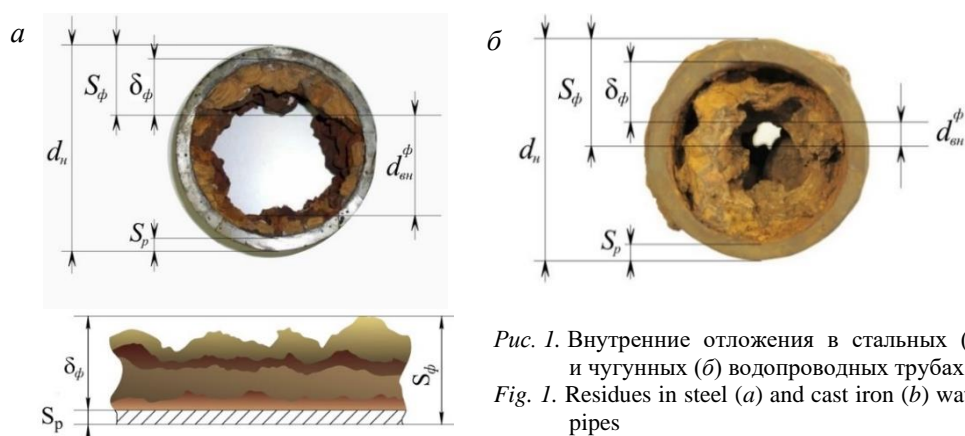 а
S_ф
δ_ф
d_н
d_вн^ф
S_р
б
S_ф
δ_ф
d_н
d_вн^ф
S_р
δ_ф
S_ф
S_р
Рис. 1. Внутренние отложения в стальных (
и чугунных (б) водопроводных трубах
Fig. 1. Residues in steel (a) and cast iron (b) wa
pipes